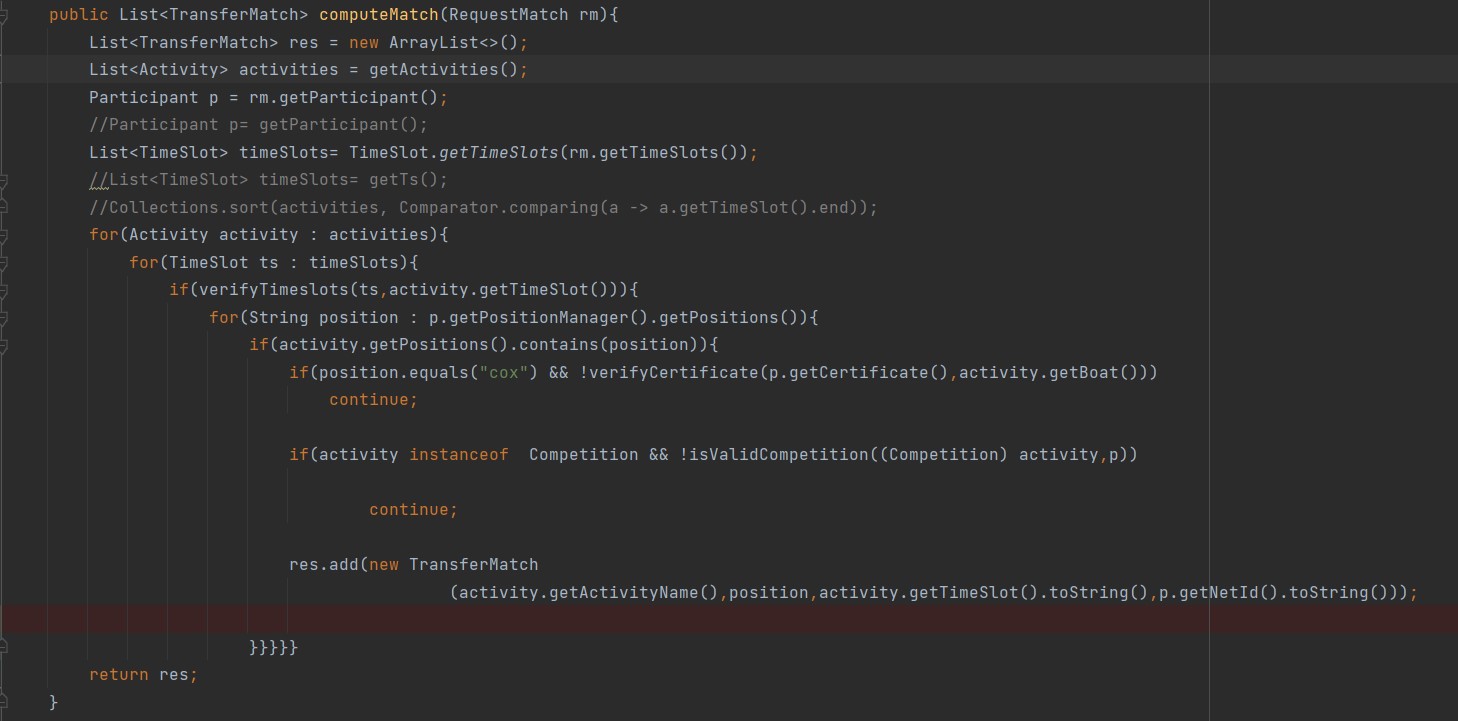 public List<TransferMatch> computeMatch(RequestMatch rm){
List<TransferMatch> res = new ArrayList<>();
List<Activity> activities = getActivities();
Participant p = rm.getParticipant();
//Participant p= getParticipant();
List<TimeSlot> timeSlots= TimeSlot.getTimeSlots(rm.getTimeSlots());
//List<TimeSlot> timeSlots= getTs();
//Collections.sort(activities, Comparator.comparing(a -> a.getTimeSlot().end));
for(Activity activity : activities){
for(TimeSlot ts : timeSlots){
if(verifyTimeslots(ts,activity.getTimeSlot())){
for(String position : p.getPositionManager().getPositions()){
if(activity.getPositions().contains(position)){
if(position.equals("cox") && !verifyCertificate(p.getCertificate(),activity.getBoat()))
continue;
if(activity instanceof  Competition && !isValidCompetition((Competition) activity,p))
continue;
res.add(new TransferMatch
(activity.getActivityName(),position,activity.getTimeSlot().toString(),p.getNetId().toString()));
}}}}}
return res;
}